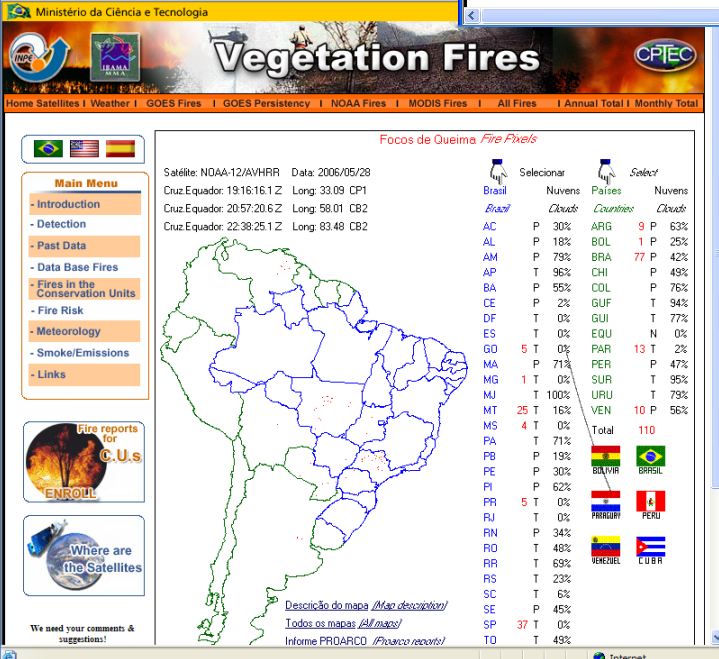 Ministério da Ciência e Tecnologia
INPE
IBAMA
MMA
Vegetation Fires
CPTEC
Home Satellites I Weather I GOES Fires I GOES Persistency I NOAA Fires I MODIS Fires I All Fires I Annual Total I Monthly Total
Main Menu
- Introduction
- Detection
- Past Data
- Data Base Fires
- Fires in the
Conservation Units
- Fire Risk
- Meteorology
- Smoke/Emissions
- Links
Fire reports
for
C.U.s
ENROLL
Where are
the Satellites
We need your comments &
suggestions!
Focos de Queima Fire Pixels
Satélite: NOAA-12/AVHRR Data: 2006/05/28
Cruz.Equador: 19:16:16.1 Z Long: 33.09 CP1
Cruz.Equador: 20:57:20.6 Z Long: 58.01 CB2
Cruz.Equador: 22:38:25.1 Z Long: 83.48 CB2
Descrição do mapa (Map description)
Todos os mapas (All maps)
Informe PROARCO (Proarco reports)
Selecionar Select
Brasil Nuvens Países Nuvens
Brazil Clouds Countries Clouds
AC P 30% ARG 9 P 63%
AL P 18% BOL 1 P 25%
AM P 79% BRA 77 P 42%
AP T 96% CHI P 49%
BA P 55% COL P 76%
CE P 2% GUF T 94%
DF T 0% GUI T 77%
ES T 0% EQU N 0%
GO 5 T 0% PAR 13 T 2%
MA P 71% PER P 47%
MG 1 T 0% SUR T 95%
MJ T 100% URU T 79%
MT 25 T 16% VEN 10 P 56%
MS 4 T 0% Total 110
PA T 71%
PB P 19%
PE P 30%
PI P 62%
PR 5 T 0%
RJ T 0%
RN P 34%
RO T 48%
RR T 69%
RS T 23%
SC T 6%
SE P 45%
SP 37 T 0%
TO T 49%
BOLIVIA BRASIL
PARAGUAY PERU
VENEZUEL CUBA
Internet